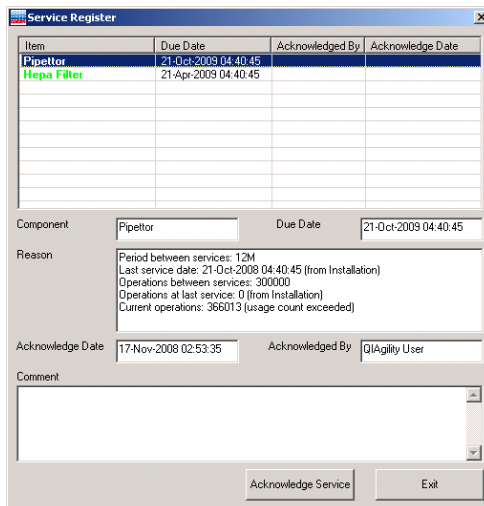 Service Register
Item Due Date Acknowledged By Acknowledge Date
Pipettor 21-Oct-2009 04:40:45
Hepa Filter 21-Apr-2009 04:40:45
Component Pipettor Due Date 21-Oct-2009 04:40:45
Reason
Period between services: 12M
Last service date: 21-Oct-2008 04:40:45 (from Installation)
Operations between services: 300000
Operations at last service: 0 (from Installation)
Current operations: 366013 (usage count exceeded)
Acknowledge Date 17-Nov-2008 02:53:35 Acknowledged By QIAgility User
Comment
Acknowledge Service Exit